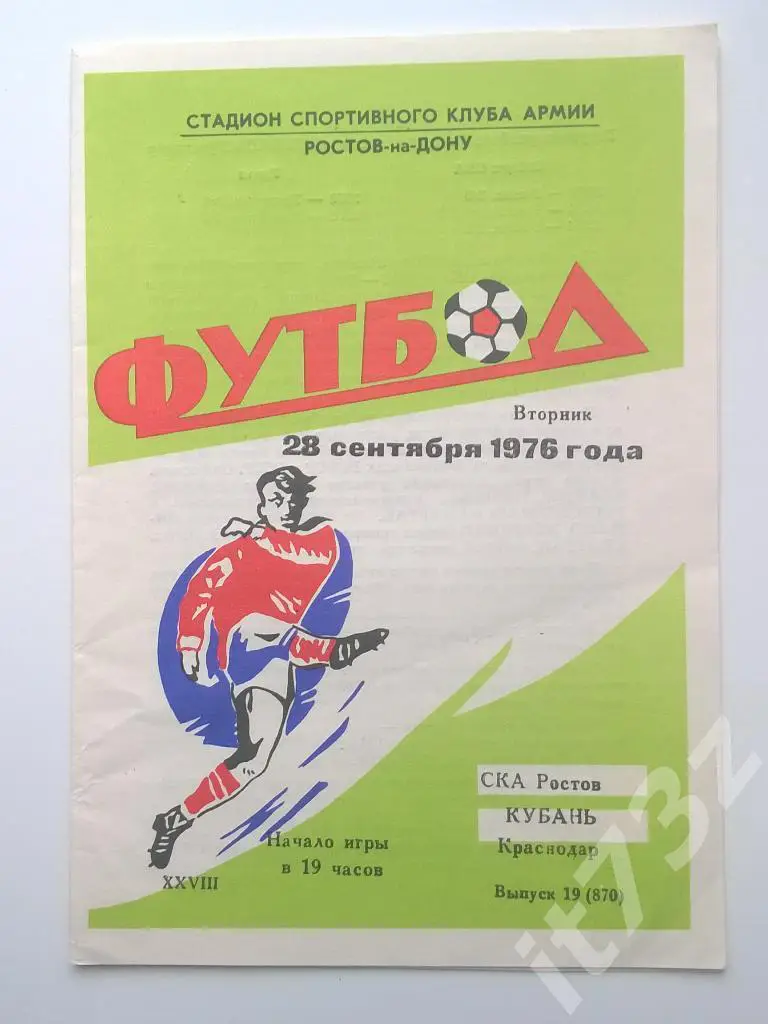 СТАДИОН СПОРТИВНОГО КЛУБА АРМИИ
РОСТОВ-на-ДОНУ
ФУТБОЛ
Вторник
28 сентября 1976 года
СКА Ростов
КУБАНЬ
Краснодар
Начало игры
в 19 часов
XXVIII
Выпуск 19 (870)
it73z